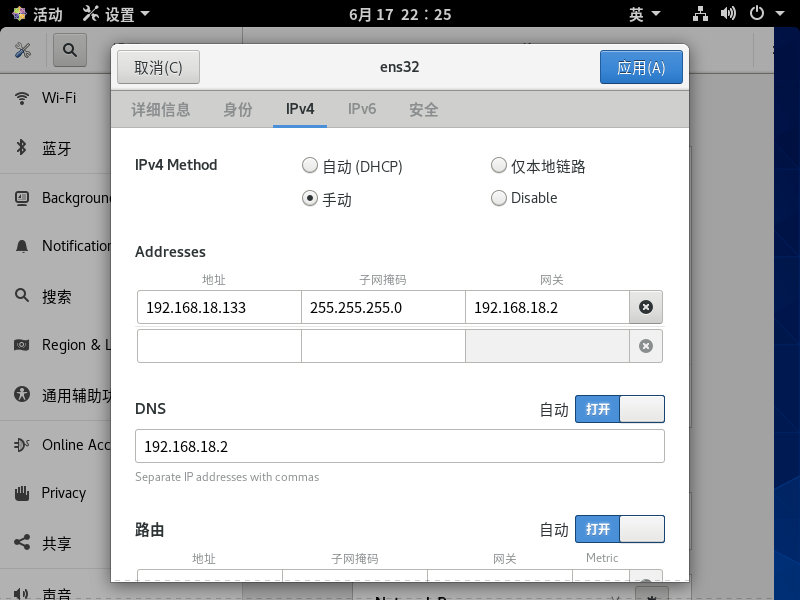 活动 设置 6月 17 22：25 英
取消(C) ens32 应用(A)
详细信息 身份 IPv4 IPv6 安全
Wi-Fi
蓝牙
Background
Notification
搜索
Region & L
通用辅助功
Online Acc
Privacy
共享
声音
IPv4 Method 自动 (DHCP) 仅本地链路
手动 Disable
Addresses
地址 子网掩码 网关
192.168.18.133 255.255.255.0 192.168.18.2
DNS 自动 打开
192.168.18.2
Separate IP addresses with commas
路由 自动 打开
地址 子网掩码 网关 Metric